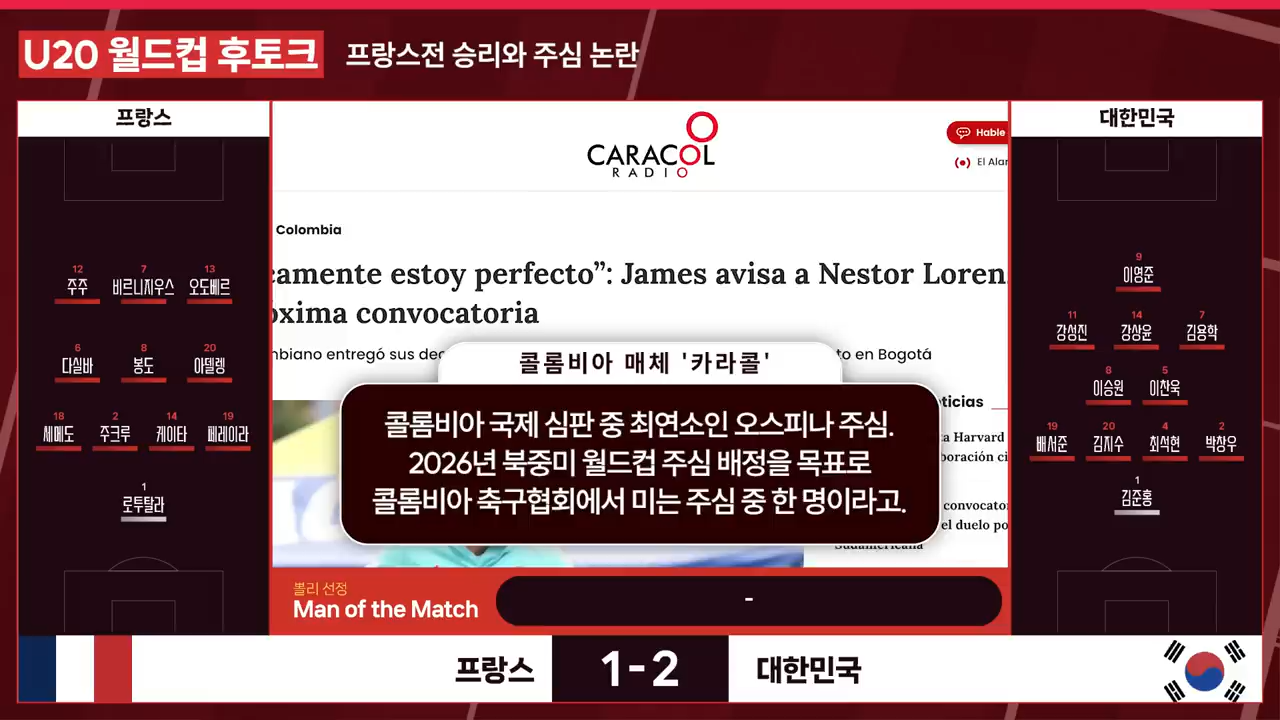 U20 월드컵 후토크
프랑스전 승리와 주심 논란
프랑스
12 7 13
주주 바르니지우스 오도베르
6 8 20
다실바 봉도 아텔렝
18 2 14 19
세메도 주크루 케이타 페레이라
1
로투탈라
CARACOL
RADIO
Hable
El Alar
Colombia
camente estoy perfecto”: James avisa a Nestor Loren
óxima convocatoria
mbiano entregó sus dec
to en Bogotá
콜롬비아 매체 '카라콜'
콜롬비아 국제 심판 중 최연소인 오스피나 주심.
2026년 북중미 월드컵 주심 배정을 목표로
콜롬비아 축구협회에서 미는 주심 중 한 명이라고.
ticias
a Harvard
boración ci
convocator
el duelo po
Sudamericana
뽈리 선정
Man of the Match
-
대한민국
9
이영준
11 14 7
강성진 강상윤 김용학
8 5
이승원 이찬욱
19 20 4 2
배서준 김지수 최석현 박창우
1
김준홍
프랑스
1-2
대한민국